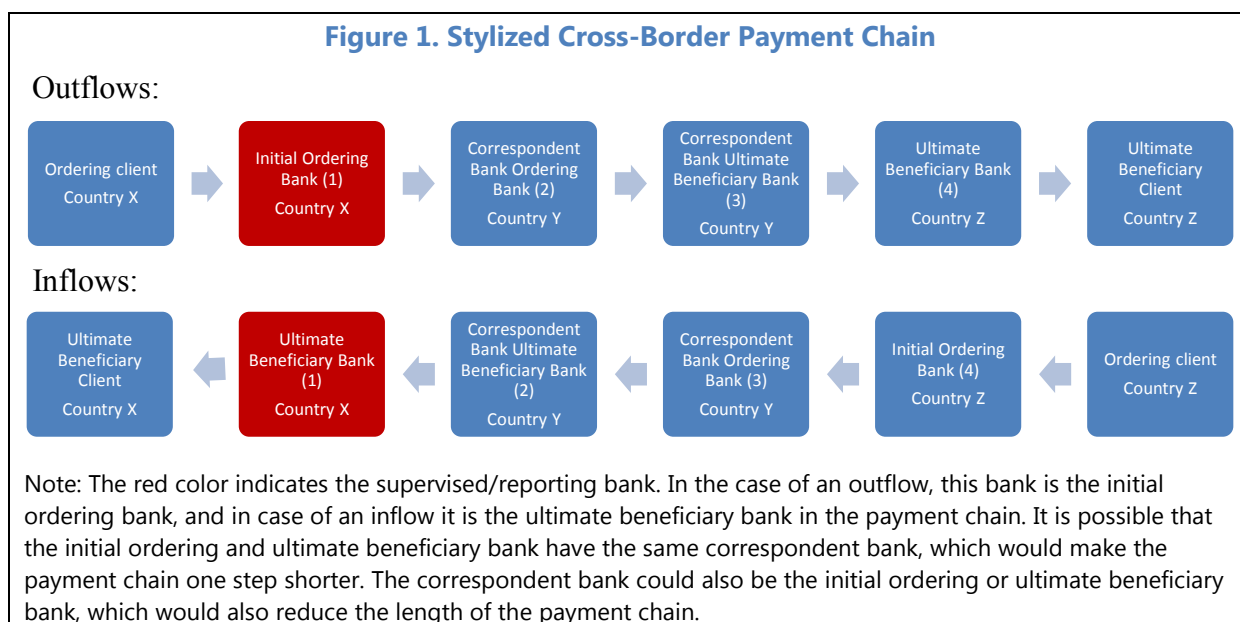 Figure 1. Stylized Cross-Border Payment Chain
Outflows:
Ordering client
Country X
Initial Ordering
Bank (1)
Country X
Correspondent
Bank Ordering
Bank (2)
Country Y
Correspondent
Bank Ultimate
Beneficiary Bank
(3)
Country Y
Ultimate
Beneficiary Bank
(4)
Country Z
Ultimate
Beneficiary
Client
Country Z
Inflows:
Ultimate
Beneficiary
Client
Country X
Ultimate
Beneficiary Bank
(1)
Country X
Correspondent
Bank Ultimate
Beneficiary Bank
(2)
Country Y
Correspondent
Bank Ordering
Bank (3)
Country Y
Initial Ordering
Bank (4)
Country Z
Ordering client
Country Z
Note: The red color indicates the supervised/reporting bank. In the case of an outflow, this bank is the initial
ordering bank, and in case of an inflow it is the ultimate beneficiary bank in the payment chain. It is possible that
the initial ordering and ultimate beneficiary bank have the same correspondent bank, which would make the
payment chain one step shorter. The correspondent bank could also be the initial ordering or ultimate beneficiary
bank, which would also reduce the length of the payment chain.